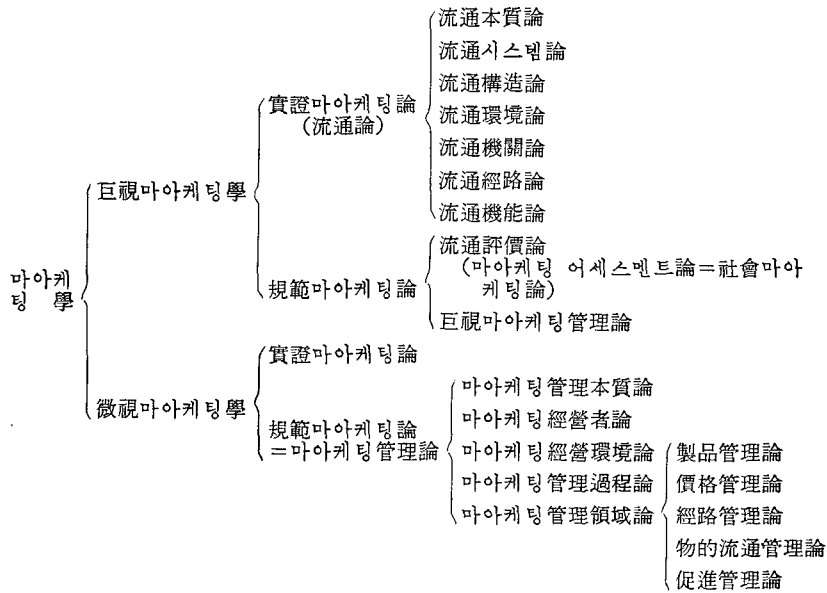 流通本質論
流通시스템論
流通構造論
實證마아케팅論
(流通論)
流通環境論
流通機關論
流通經路論
巨視마아케팅學
流通機能論
流通評價論
(마아케팅 어세스멘트論=社會마아
케팅論)
마아케
팅 學
規範마아케팅論
巨視마아케팅管理論
實證마아케팅論
마아케팅管理本質論
微視마아케팅學
마아케팅經營者論
規範마아케팅論
=마아케팅管理論
마아케팅經營環境論
製品管理論
마아케팅管理過程論
價格管理論
마아케팅管理領域論
經路管理論
物的流通管理論
促進管理論